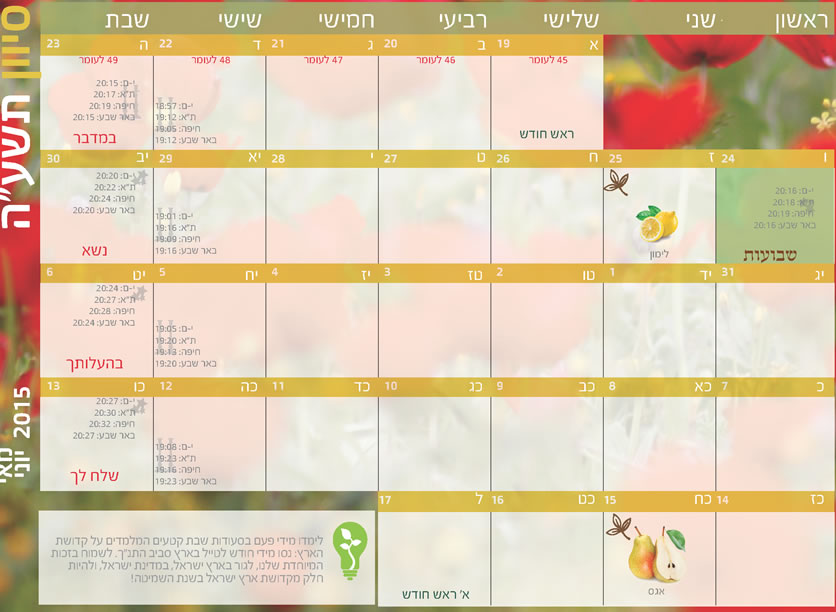 סיוון תשע״ה
מאי
יוני 2015
ראשון שני שלישי רביעי חמישי שישי שבת
א 19 ב 20 ג 21 ד 22 ה 23
45 לעומר 46 לעומר 47 לעומר 48 לעומר 49 לעומר
ראש חודש
18:57
ת"א: 19:12
חיפה: 19:05
באר שבע: 19:12
י-ם: 20:15
ת"א: 20:17
חיפה: 20:19
באר שבע: 20:15
במדבר
ו 24 ז 25 ח 26 ט 27 י 28 יא 29 יב 30
י-ם: 20:16
ת"א: 20:18
חיפה: 20:19
באר שבע: 20:16
שבועות
לימון
י-ם: 19:01
ת"א: 19:16
חיפה: 19:09
באר שבע: 19:16
י-ם: 20:20
ת"א: 20:22
חיפה: 20:24
באר שבע: 20:20
נשא
יג 31 יד 1 טו 2 טז 3 יז 4 יח 5 יט 6
י-ם: 19:05
ת"א: 19:20
חיפה: 19:13
באר שבע: 19:20
י-ם: 20:24
ת"א: 20:27
חיפה: 20:28
באר שבע: 20:24
בהעלותך
כ 7 כא 8 כב 9 כג 10 כד 11 כה 12 כו 13
י-ם: 19:08
ת"א: 19:23
חיפה: 19:16
באר שבע: 19:23
י-ם: 20:27
ת"א: 20:30
חיפה: 20:32
באר שבע: 20:27
שלח לך
כז 14 כח 15 כט 16 ל 17
אגס
א' ראש חודש
לימדו מידי פעם בסעודות שבת קטעים המלמדים על קדושת
הארץ; נסו מידי חודש לטייל בארץ סביב התנ"ך. לשמוח בזכות
המיוחדת שלנו, לגור בארץ ישראל, במדינת ישראל, ולהיות
חלק מקדושת ארץ ישראל בשנת השמיטה!